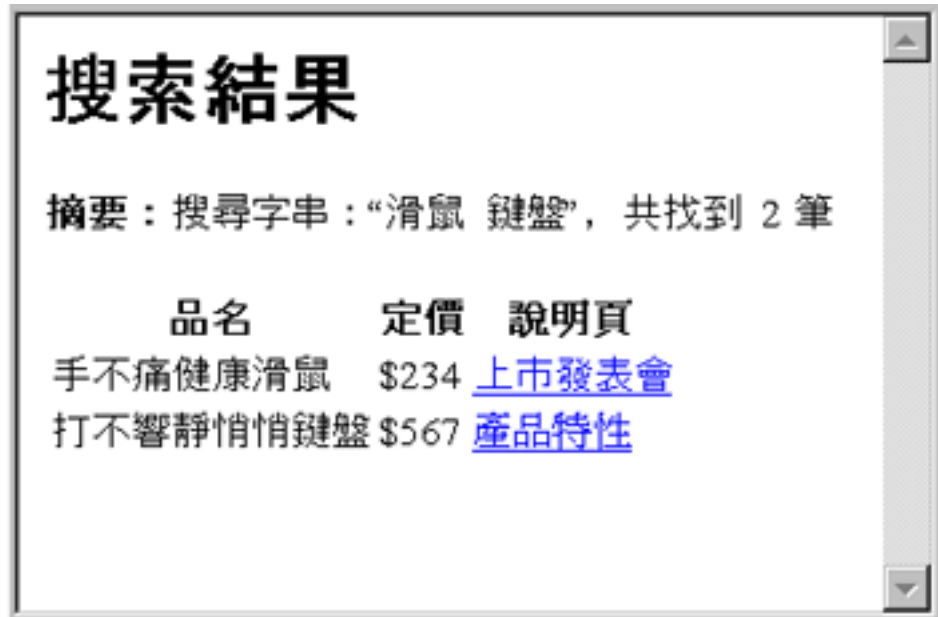 搜索結果
摘要：搜尋字串：“滑鼠 鍵盤”，共找到 2 筆
品名 定價 說明頁
手不痛健康滑鼠 $234 上市發表會
打不響靜悄悄鍵盤 $567 產品特性